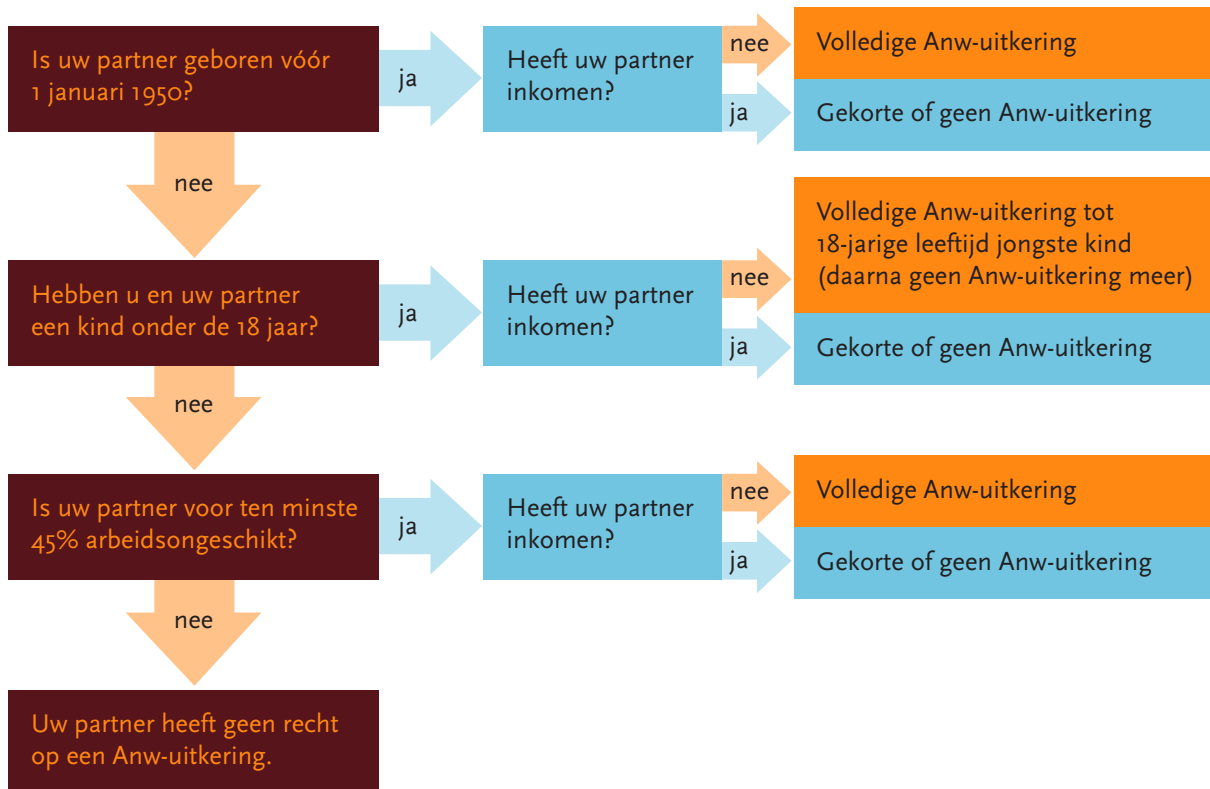 Is uw partner geboren vóór
1 januari 1950?
ja
Heeft uw partner
inkomen?
nee
Volledige Anw-uitkering
ja
Gekorte of geen Anw-uitkering
nee
Hebben u en uw partner
een kind onder de 18 jaar?
ja
Heeft uw partner
inkomen?
nee
Volledige Anw-uitkering tot
18-jarige leeftijd jongste kind
(daarna geen Anw-uitkering meer)
ja
Gekorte of geen Anw-uitkering
nee
Is uw partner voor ten minste
45% arbeidsongeschikt?
ja
Heeft uw partner
inkomen?
nee
Volledige Anw-uitkering
ja
Gekorte of geen Anw-uitkering
nee
Uw partner heeft geen recht
op een Anw-uitkering.